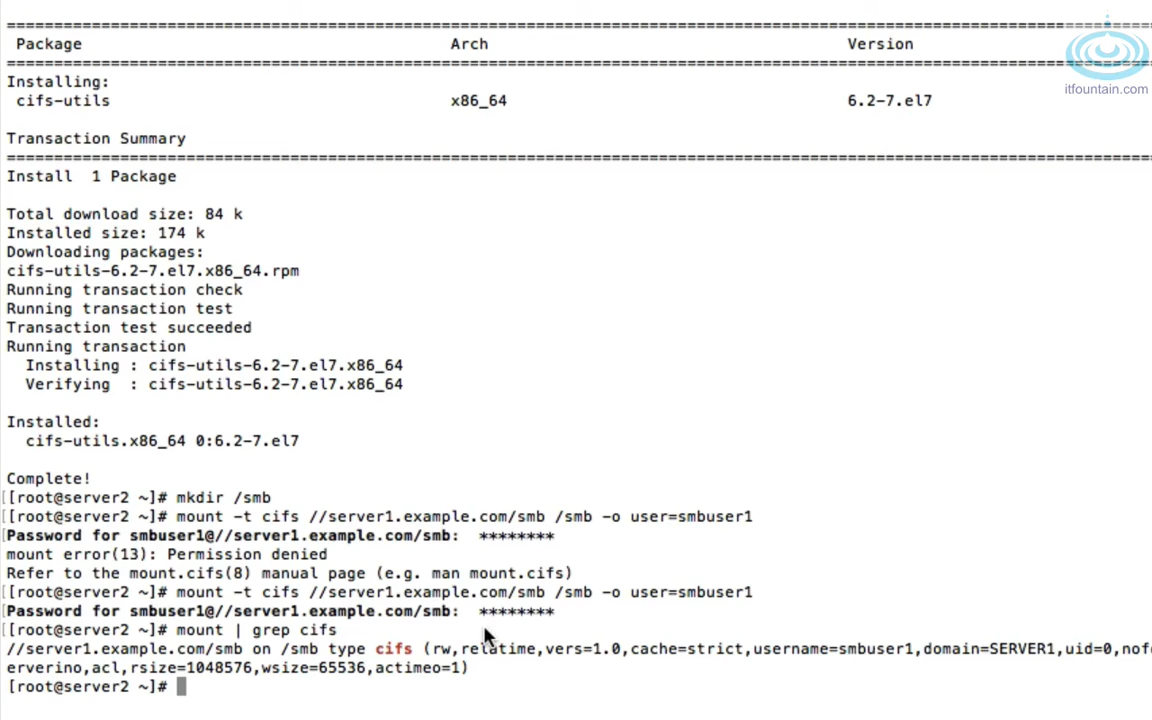 ================================================================================
Package Arch Version
================================================================================
itfountain.com
Installing:
cifs-utils x86_64 6.2-7.el7
Transaction Summary
================================================================================
Install 1 Package
Total download size: 84 k
Installed size: 174 k
Downloading packages:
cifs-utils-6.2-7.el7.x86_64.rpm
Running transaction check
Running transaction test
Transaction test succeeded
Running transaction
Installing : cifs-utils-6.2-7.el7.x86_64
Verifying : cifs-utils-6.2-7.el7.x86_64
Installed:
cifs-utils.x86_64 0:6.2-7.el7
Complete!
[[root@server2 ~]# mkdir /smb
[[root@server2 ~]# mount -t cifs //server1.example.com/smb /smb -o user=smbuser1
[Password for smbuser1@//server1.example.com/smb: ********
mount error(13): Permission denied
Refer to the mount.cifs(8) manual page (e.g. man mount.cifs)
[[root@server2 ~]# mount -t cifs //server1.example.com/smb /smb -o user=smbuser1
[Password for smbuser1@//server1.example.com/smb: ********
[[root@server2 ~]# mount | grep cifs
//server1.example.com/smb on /smb type cifs (rw,relatime,vers=1.0,cache=strict,username=smbuser1,domain=SERVER1,uid=0,nof
erverino,acl,rsize=1048576,wsize=65536,actimeo=1)
[root@server2 ~]#